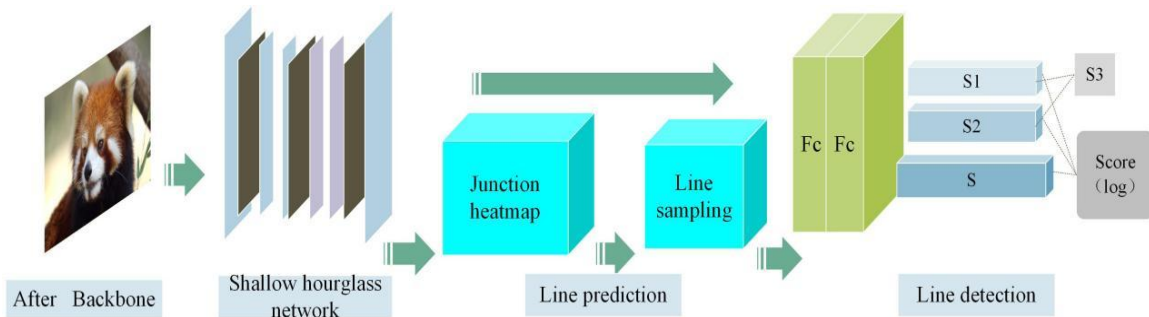 S1
S2
S3
S
Fc Fc
Score
(log)
Junction
heatmap
Line
sampling
After Backbone
Shallow hourglass
network
Line prediction
Line detection